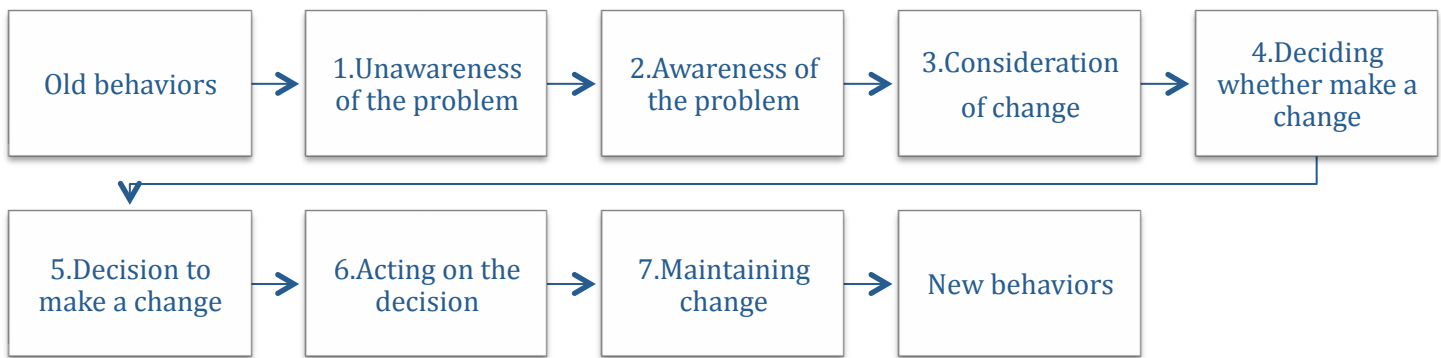 Old behaviors
1.Unawareness
of the problem
2.Awareness of
the problem
3.Consideration
of change
4.Deciding
whether make a
change
5.Decision to
make a change
6.Acting on the
decision
7.Maintaining
change
New behaviors